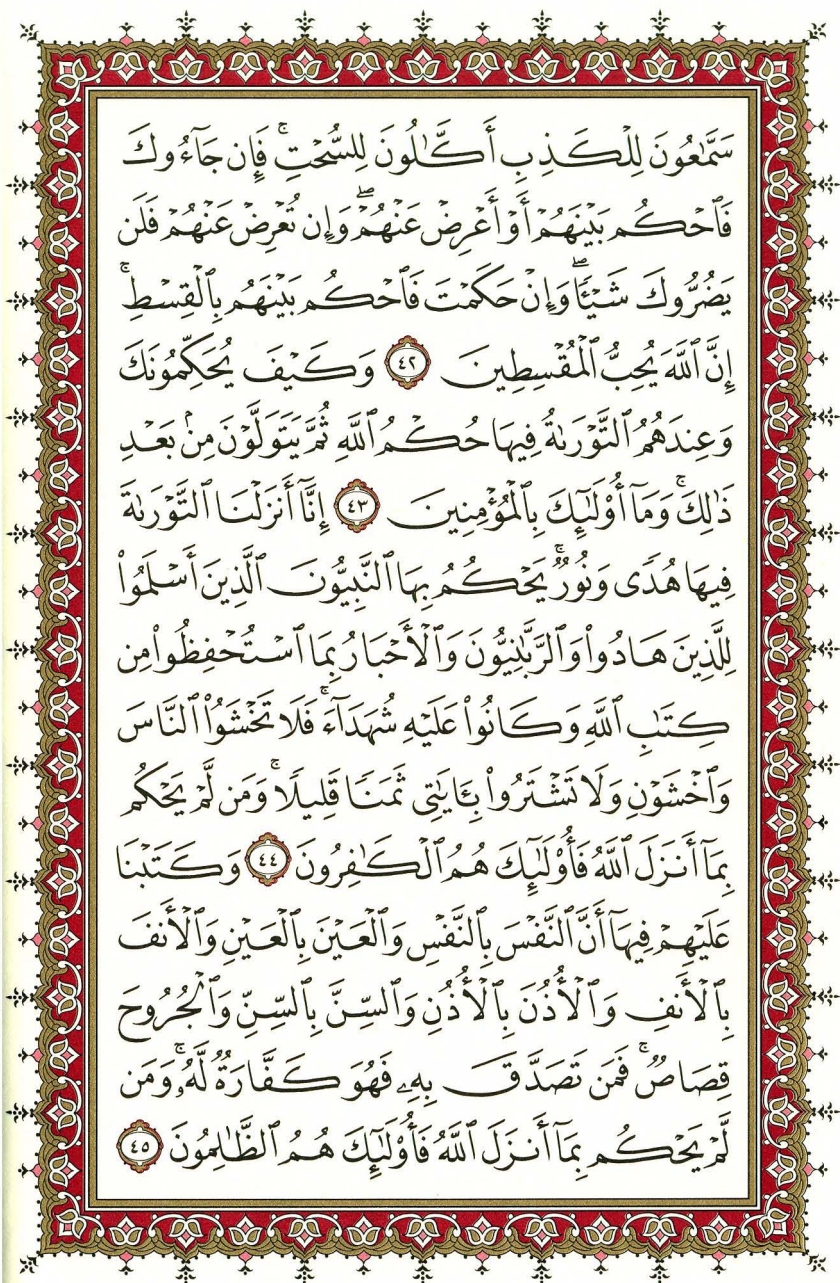 سَمَّٰعُونَ لِلۡكَذِبِ أَكَّٰلُونَ لِلسُّحۡتِۚ فَإِن جَآءُوكَ
فَٱحۡكُم بَيۡنَهُمۡ أَوۡ أَعۡرِضۡ عَنۡهُمۡۖ وَإِن تُعۡرِضۡ عَنۡهُمۡ فَلَن
يَضُرُّوكَ شَيۡـٔٗاۖ وَإِنۡ حَكَمۡتَ فَٱحۡكُم بَيۡنَهُم بِٱلۡقِسۡطِۚ
إِنَّ ٱللَّهَ يُحِبُّ ٱلۡمُقۡسِطِينَ ٤٢ وَكَيۡفَ يُحَكِّمُونَكَ
وَعِندَهُمُ ٱلتَّوۡرَىٰةُ فِيهَا حُكۡمُ ٱللَّهِ ثُمَّ يَتَوَلَّوۡنَ مِنۢ بَعۡدِ
ذَٰلِكَۚ وَمَآ أُوْلَٰٓئِكَ بِٱلۡمُؤۡمِنِينَ ٤٣ إِنَّآ أَنزَلۡنَا ٱلتَّوۡرَىٰةَ
فِيهَا هُدٗى وَنُورٞۚ يَحۡكُمُ بِهَا ٱلنَّبِيُّونَ ٱلَّذِينَ أَسۡلَمُواْ
لِلَّذِينَ هَادُواْ وَٱلرَّبَّٰنِيُّونَ وَٱلۡأَحۡبَارُ بِمَا ٱسۡتُحۡفِظُواْ مِن
كِتَٰبِ ٱللَّهِ وَكَانُواْ عَلَيۡهِ شُهَدَآءَۚ فَلَا تَخۡشَوُاْ ٱلنَّاسَ
وَٱخۡشَوۡنِ وَلَا تَشۡتَرُواْ بِـَٔايَٰتِي ثَمَنٗا قَلِيلٗاۚ وَمَن لَّمۡ يَحۡكُم
بِمَآ أَنزَلَ ٱللَّهُ فَأُوْلَٰٓئِكَ هُمُ ٱلۡكَٰفِرُونَ ٤٤ وَكَتَبۡنَا
عَلَيۡهِمۡ فِيهَآ أَنَّ ٱلنَّفۡسَ بِٱلنَّفۡسِ وَٱلۡعَيۡنَ بِٱلۡعَيۡنِ وَٱلۡأَنفَ
بِٱلۡأَنفِ وَٱلۡأُذُنَ بِٱلۡأُذُنِ وَٱلسِّنَّ بِٱلسِّنِّ وَٱلۡجُرُوحَ
قِصَاصٞۚ فَمَن تَصَدَّقَ بِهِۦ فَهُوَ كَفَّارَةٞ لَّهُۥۚ وَمَن
لَّمۡ يَحۡكُم بِمَآ أَنزَلَ ٱللَّهُ فَأُوْلَٰٓئِكَ هُمُ ٱلظَّٰلِمُونَ ٤٥